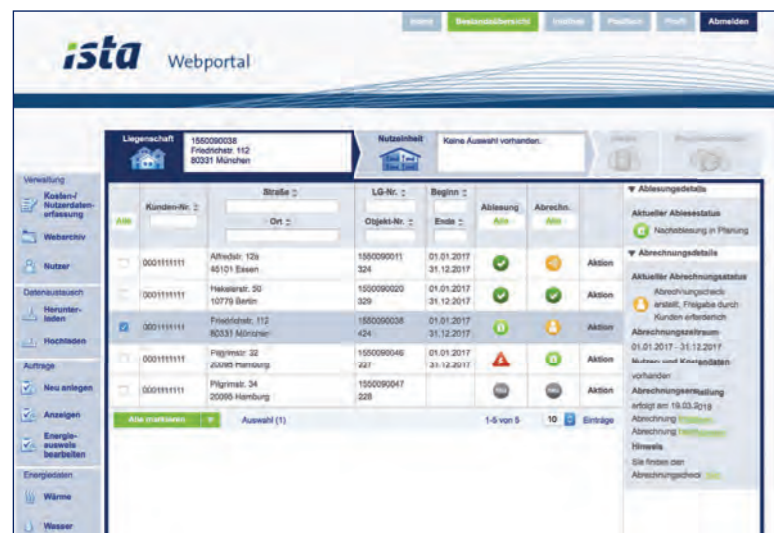 Home
Bestandsübersicht
Postfach
Profil
Abmelden
ista Webportal
Liegenschaft
1550090038
Friedrichstr. 112
80331 München
Nutzeinheit
Keine Auswahl vorhanden.
Verwaltung
Kosten-/
Nutzerdaten-
erfassung
Webarchiv
Nutzer
Datenaustausch
Herunter-
laden
Hochladen
Aufträge
Neu anlegen
Anzeigen
Energie-
ausweis
bearbeiten
Energiedaten
Wärme
Wasser
Alle
Kunden-Nr.
Straße
Ort
LG-Nr.
Objekt-Nr.
Beginn
Ende
Ablesung
Alle
Abrechn.
Alle
0001111111
Alfredstr. 12a
45101 Essen
1550090011
324
01.01.2017
31.12.2017
Aktion
0001111111
10779 Berlin
1550090020
329
01.01.2017
31.12.2017
Aktion
0001111111
Friedrichstr. 112
80331 München
1550090038
424
01.01.2017
31.12.2017
Aktion
0001111111
Pilgrimstr. 32
20095 Hamburg
1550090046
227
01.01.2017
31.12.2017
Aktion
0001111111
Pilgrimstr. 34
20095 Hamburg
1550090047
228
Aktion
Alle markieren
Auswahl (1)
1-5 von 5
10
Einträge
Ablesungsdetails
Aktueller Ablesestatus
Nachablesung in Planung
Abrechnungsdetails
Aktueller Abrechnungsstatus
Abrechnungscheck
erstellt, Freigabe durch
Kunden erforderlich
Abrechnungszeitraum
01.01.2017 - 31.12.2017
Nutzer- und Kostendaten
vorhanden
Abrechnungserstellung
erfolgt am 19.03.2018
Abrechnung
Abrechnung
Hinweis
Sie finden den
Abrechnungscheck